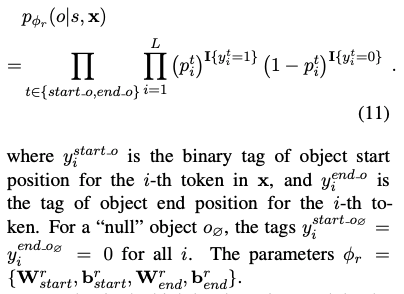 p_{ϕ_r}(o|s, x)
= ∏_{t∈{start_o,end_o}} ∏_{i=1}^{L} (p_i^t)^{I{y_i^t=1}} (1 − p_i^t)^{I{y_i^t=0}} .
(11)
where y_i^{start_o} is the binary tag of object start
position for the i-th token in x, and y_i^{end_o} is
the tag of object end position for the i-th to-
ken. For a “null” object o_∅, the tags y_i^{start_o_∅} =
y_i^{end_o_∅} = 0 for all i. The parameters ϕ_r =
{W_{start}^r, b_{start}^r, W_{end}^r, b_{end}^r}.